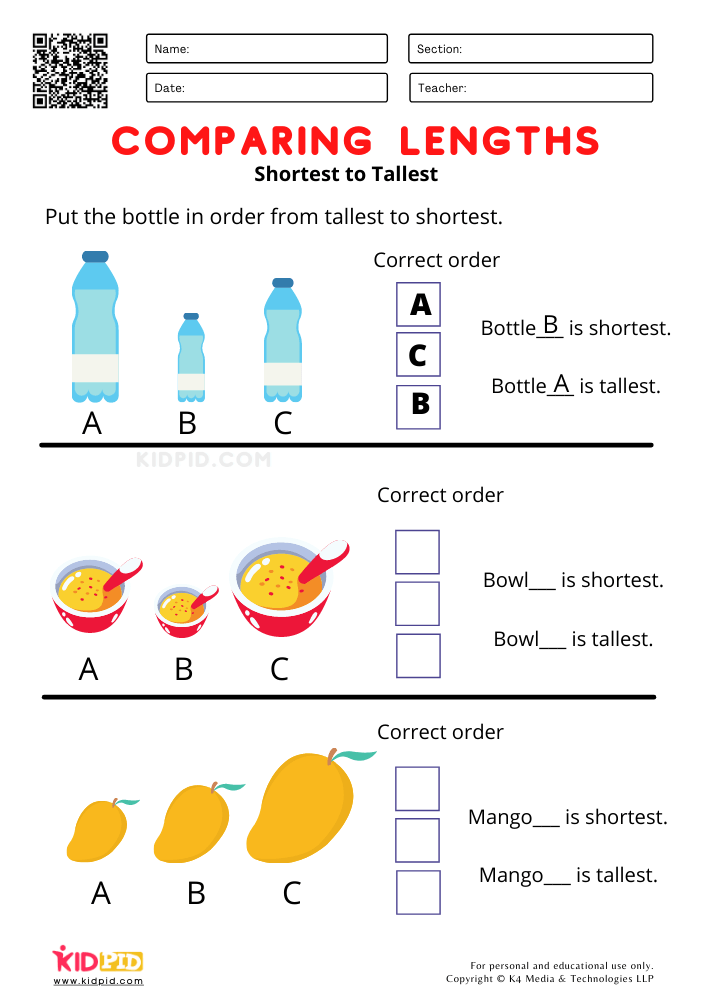 Name:
Section:
Date:
Teacher:
COMPARING LENGTHS
Shortest to Tallest
Put the bottle in order from tallest to shortest.
Correct order
A
C
B
Bottle__B__ is shortest.
Bottle__A__ is tallest.
A B C
KIDPID.COM
Correct order
Bowl___ is shortest.
Bowl___ is tallest.
A B C
Correct order
Mango___ is shortest.
Mango___ is tallest.
A B C
KIDPID
www.kidpid.com
For personal and educational use only.
Copyright © K4 Media & Technologies LLP